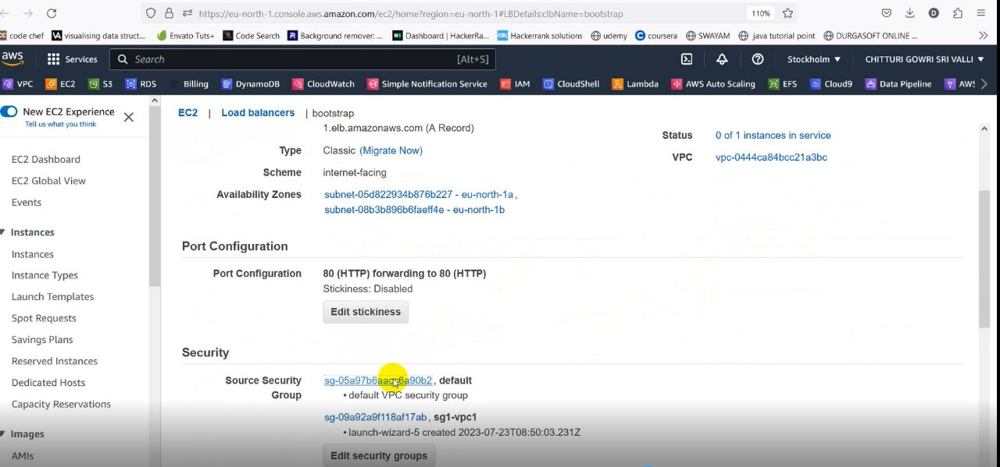 https://eu-north-1.console.aws.amazon.com/ec2/home?region=eu-north-1#LBDetails:clbName=bootstrap
110%
code chef
visualising data struct...
Envato Tuts+
Code Search
Background remover: ...
Dashboard | HackerRa...
Hackerrank solutions
udemy
coursera
SWAYAM
java tutorial point
DURGASOFT ONLINE ...
aws
Services
Search
[Alt+S]
Stockholm
CHITTURI GOWRI SRI VALLI
VPC
EC2
S3
RDS
Billing
DynamoDB
CloudWatch
Simple Notification Service
IAM
CloudShell
Lambda
AWS Auto Scaling
EFS
Cloud9
Data Pipeline
AWS
New EC2 Experience
Tell us what you think
EC2 Dashboard
EC2 Global View
Events
Instances
Instances
Instance Types
Launch Templates
Spot Requests
Savings Plans
Reserved Instances
Dedicated Hosts
Capacity Reservations
Images
AMIs
EC2 | Load balancers | bootstrap
1.elb.amazonaws.com (A Record)
Type Classic (Migrate Now)
Scheme internet-facing
Availability Zones subnet-05d822934b876b227 - eu-north-1a,
subnet-08b3b896b6faeff4e - eu-north-1b
Status 0 of 1 instances in service
VPC vpc-0444ca84bcc21a3bc
Port Configuration
Port Configuration 80 (HTTP) forwarding to 80 (HTTP)
Stickiness: Disabled
Edit stickiness
Security
Source Security Group
, default
• default VPC security group
sg-09a92a9f118af17ab, sg1-vpc1
• launch-wizard-5 created 2023-07-23T08:50:03.231Z
Edit security groups